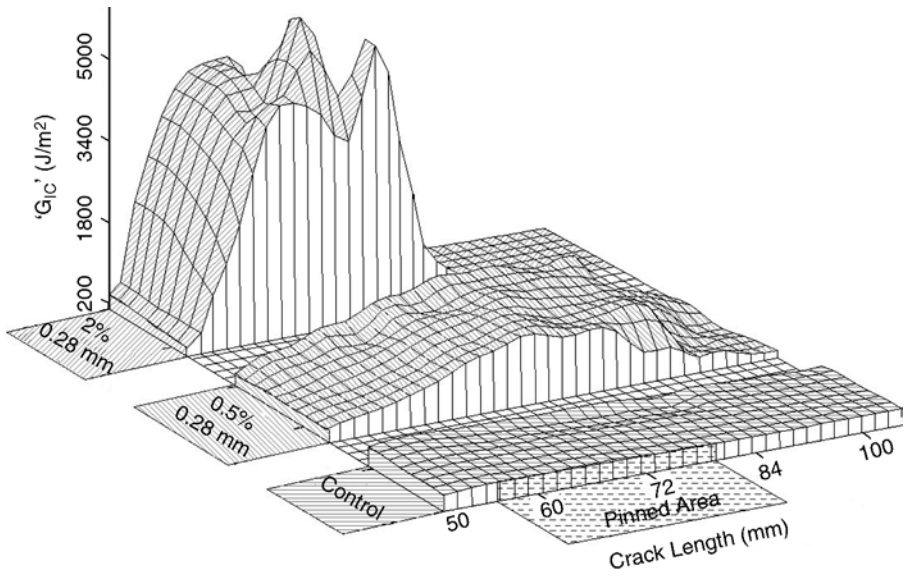 5000
3400
1800
200
'G_IC' (J/m²)
2%
0.28 mm
0.5%
0.28 mm
Control
50
60
72
84
100
Pinned Area
Crack Length (mm)